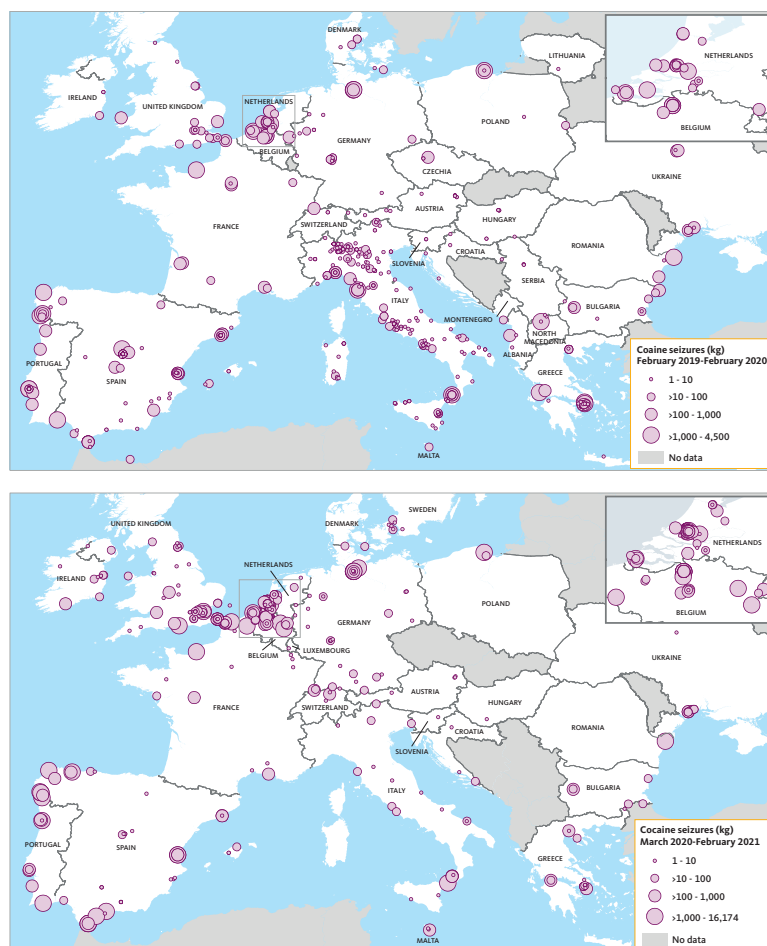 DENMARK
LITHUANIA
NETHERLANDS
BELGIUM
IRELAND
UNITED KINGDOM
NETHERLANDS
POLAND
BELGIUM
GERMANY
CZECHIA
UKRAINE
FRANCE
AUSTRIA
SWITZERLAND
HUNGARY
SLOVENIA
CROATIA
ROMANIA
SERBIA
ITALY
MONTENEGRO
BULGARIA
NORTH
MACEDONIA
ALBANIA
PORTUGAL
SPAIN
GREECE
MALTA
Coaine seizures (kg)
February 2019-February 2020
1 - 10
>10 - 100
>100 - 1,000
>1,000 - 4,500
No data
SWEDEN
UNITED KINGDOM
DENMARK
NETHERLANDS
BELGIUM
NETHERLANDS
IRELAND
POLAND
GERMANY
BELGIUM
LUXEMBOURG
UKRAINE
AUSTRIA
FRANCE
SWITZERLAND
HUNGARY
CROATIA
ROMANIA
SLOVENIA
ITALY
BULGARIA
PORTUGAL
SPAIN
GREECE
MALTA
Cocaine seizures (kg)
March 2020-February 2021
1 - 10
>10 - 100
>100 - 1,000
>1,000 - 16,174
No data